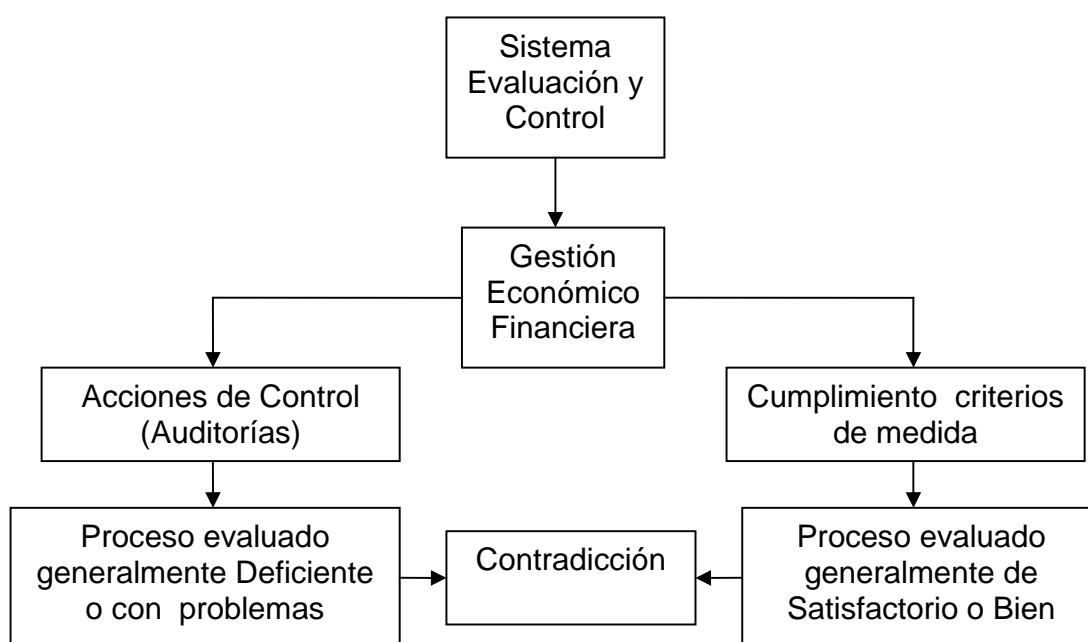 Sistema
Evaluación y
Control
Gestión
Económico
Financiera
Acciones de Control
(Auditorías)
Cumplimiento criterios
de medida
Proceso evaluado
generalmente Deficiente
o con problemas
Contradicción
Proceso evaluado
generalmente de
Satisfactorio o Bien